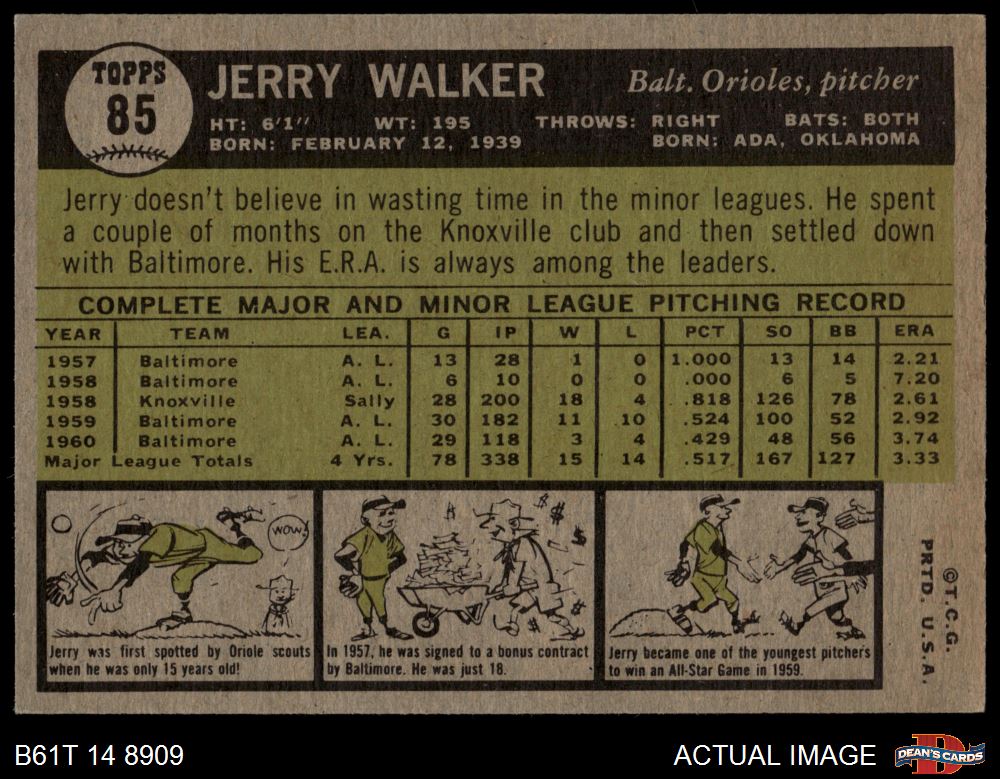 TOPPS
85
JERRY WALKER
Balt. Orioles, pitcher
HT: 6'1" WT: 195 THROWS: RIGHT BATS: BOTH
BORN: FEBRUARY 12, 1939 BORN: ADA, OKLAHOMA
Jerry doesn't believe in wasting time in the minor leagues. He spent
a couple of months on the Knoxville club and then settled down
with Baltimore. His E.R.A. is always among the leaders.
COMPLETE MAJOR AND MINOR LEAGUE PITCHING RECORD
YEAR TEAM LEA. G IP W L PCT SO BB ERA
1957 Baltimore A. L. 13 28 1 0 1.000 13 14 2.21
1958 Baltimore A. L. 6 10 0 0 .000 6 5 7.20
1958 Knoxville Sally 28 200 18 4 .818 126 78 2.61
1959 Baltimore A. L. 30 182 11 10 .524 100 52 2.92
1960 Baltimore A. L. 29 118 3 4 .429 48 56 3.74
Major League Totals 4 Yrs. 78 338 15 14 .517 167 127 3.33
WOW!
Jerry was first spotted by Oriole scouts
when he was only 15 years old!
$ $ $ $ $ $
In 1957, he was signed to a bonus contract
by Baltimore. He was just 18.
Jerry became one of the youngest pitchers
to win an All-Star Game in 1959.
©T.C.G.
PRTD. U.S.A.
B61T 14 8909
ACTUAL IMAGE
DEAN'S CARDS